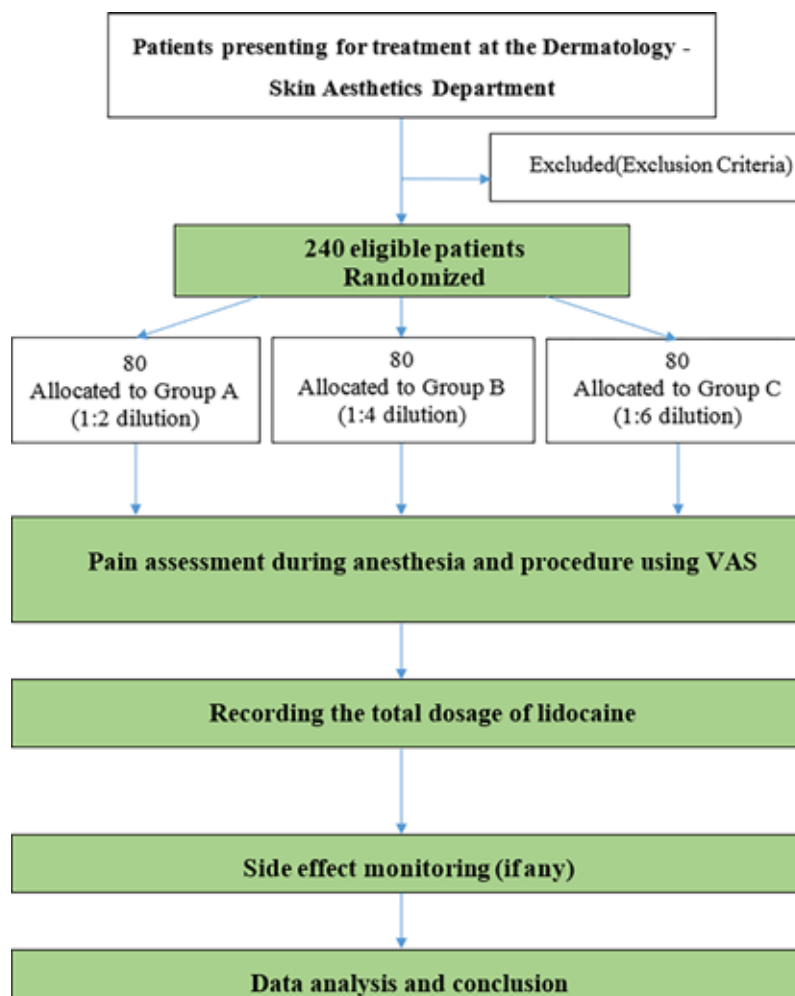 Patients presenting for treatment at the Dermatology -
Skin Aesthetics Department
Excluded(Exclusion Criteria)
240 eligible patients
Randomized
80
Allocated to Group A
(1:2 dilution)
80
Allocated to Group B
(1:4 dilution)
80
Allocated to Group C
(1:6 dilution)
Pain assessment during anesthesia and procedure using VAS
Recording the total dosage of lidocaine
Side effect monitoring (if any)
Data analysis and conclusion